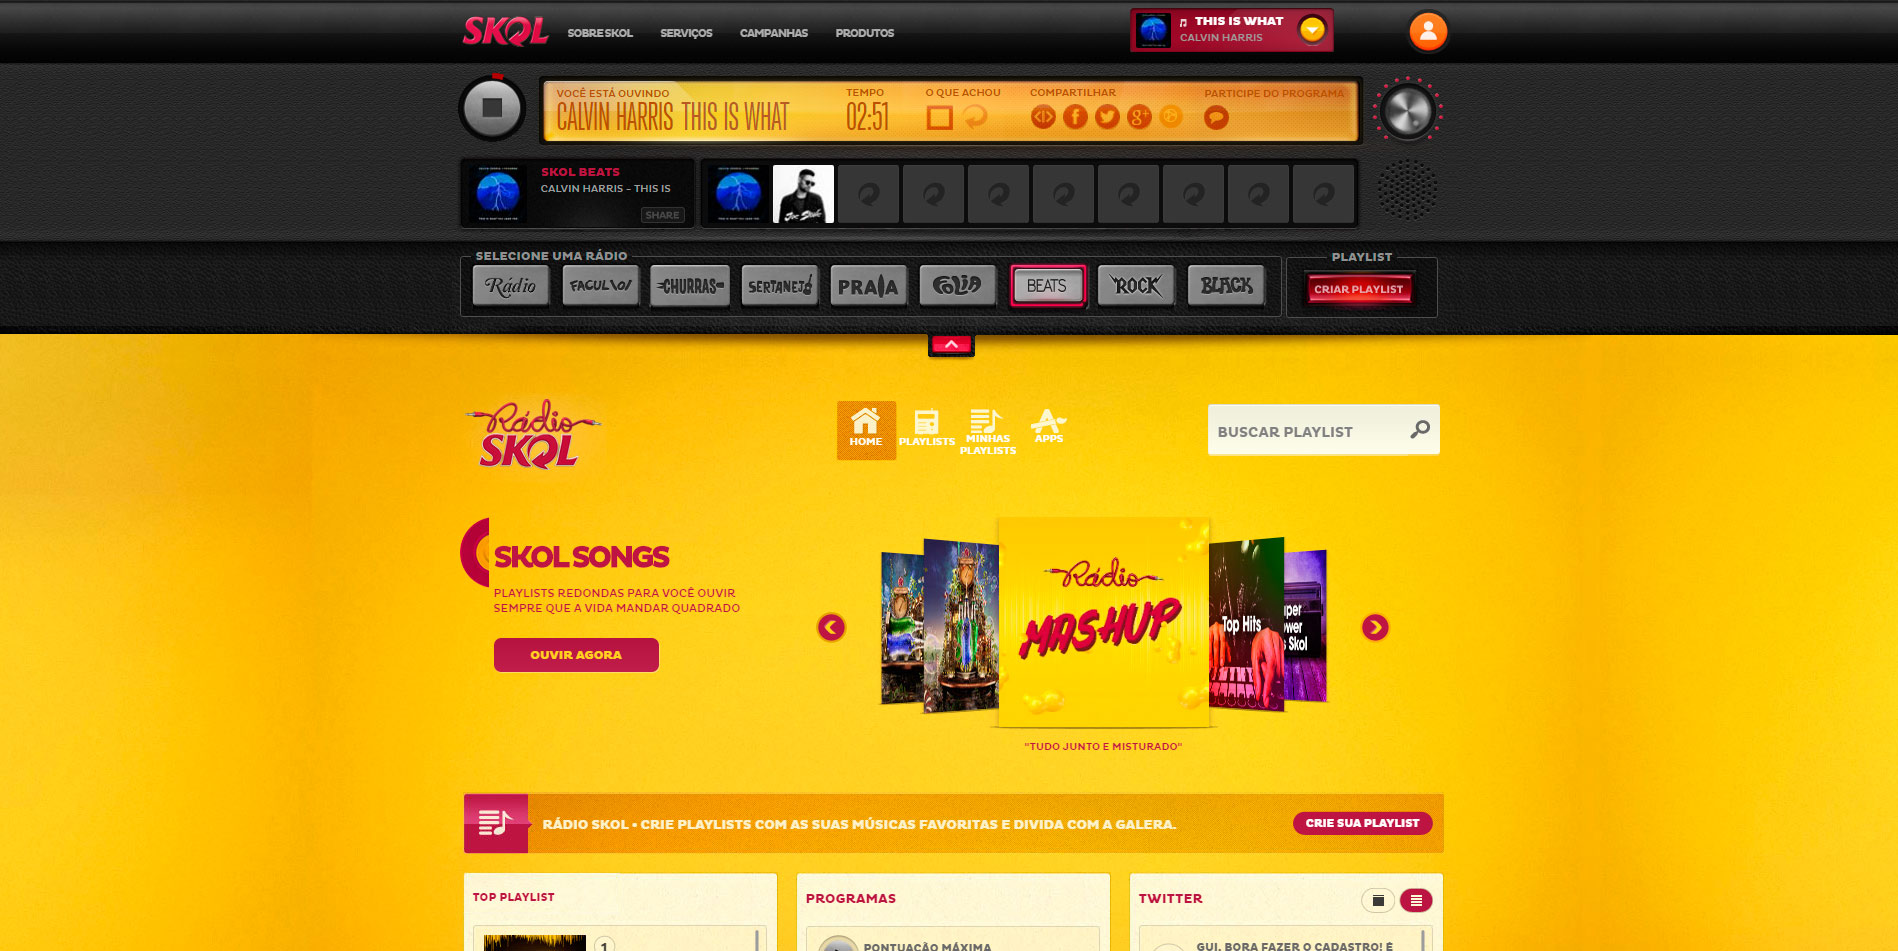 SKOL
SOBRE SKOL
SERVIÇOS
CAMPANHAS
PRODUTOS
THIS IS WHAT
CALVIN HARRIS
VOCÊ ESTÁ OUVINDO
CALVIN HARRIS THIS IS WHAT
TEMPO
02:51
O QUE ACHOU
COMPARTILHAR
PARTICIPE DO PROGRAMA
SKOL BEATS
CALVIN HARRIS - THIS IS
SHARE
SELECIONE UMA RÁDIO
Rádio
CHURRAS
SERTANEJO
PRAIA
FOLIA
BEATS
ROCK
BLACK
PLAYLIST
CRIAR PLAYLIST
Rádio
SKOL
HOME
PLAYLISTS
MINHAS
PLAYLISTS
APPS
BUSCAR PLAYLIST
SKOL SONGS
PLAYLISTS REDONDAS PARA VOCÊ OUVIR
SEMPRE QUE A VIDA MANDAR QUADRADO
OUVIR AGORA
Rádio
MASHUP
Top Hits
Skol
"TUDO JUNTO E MISTURADO"
RÁDIO SKOL • CRIE PLAYLISTS COM AS SUAS MÚSICAS FAVORITAS E DIVIDA COM A GALERA.
CRIE SUA PLAYLIST
TOP PLAYLIST
1
PROGRAMAS
PONTUAÇÃO MÁXIMA
TWITTER
GUI, BORA FAZER O CADASTRO! É